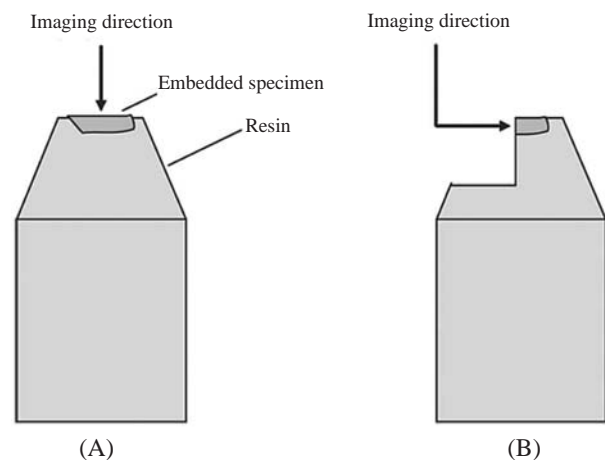 Imaging direction
Embedded specimen
Resin
(A)
Imaging direction
(B)